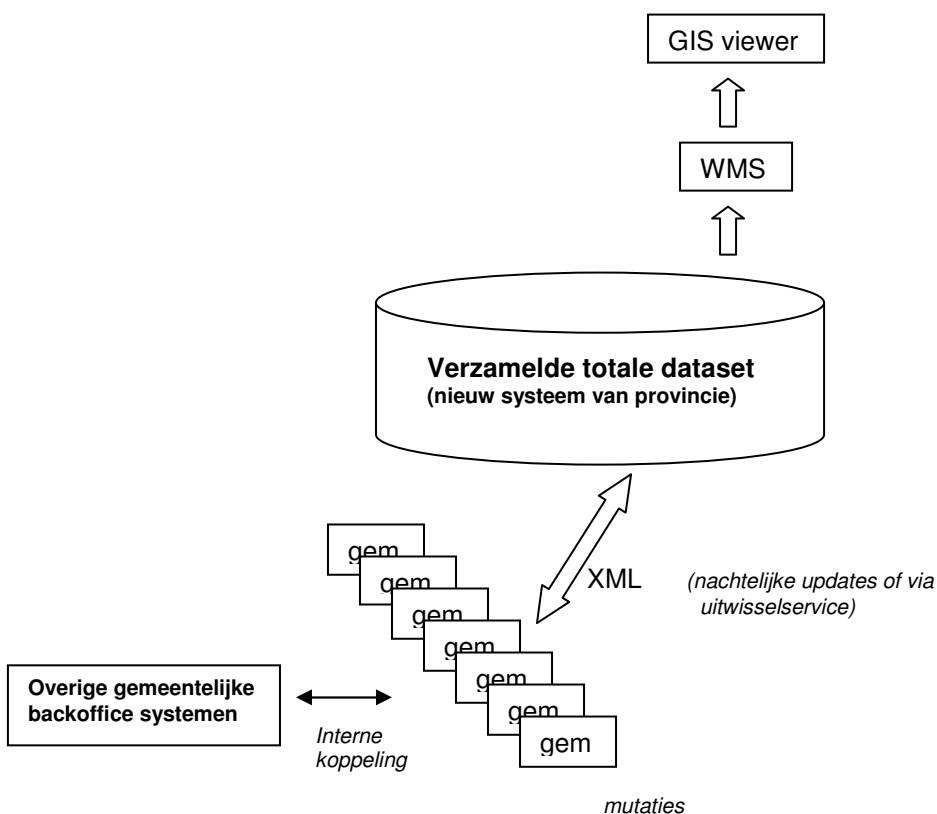 GIS viewer
WMS
Verzamelde totale dataset
(nieuw systeem van provincie)
gem
gem
gem
gem
gem
gem
gem
XML
(nachtelijke updates of via
uitwisselservice)
Overige gemeentelijke
backoffice systemen
Interne
koppeling
mutaties